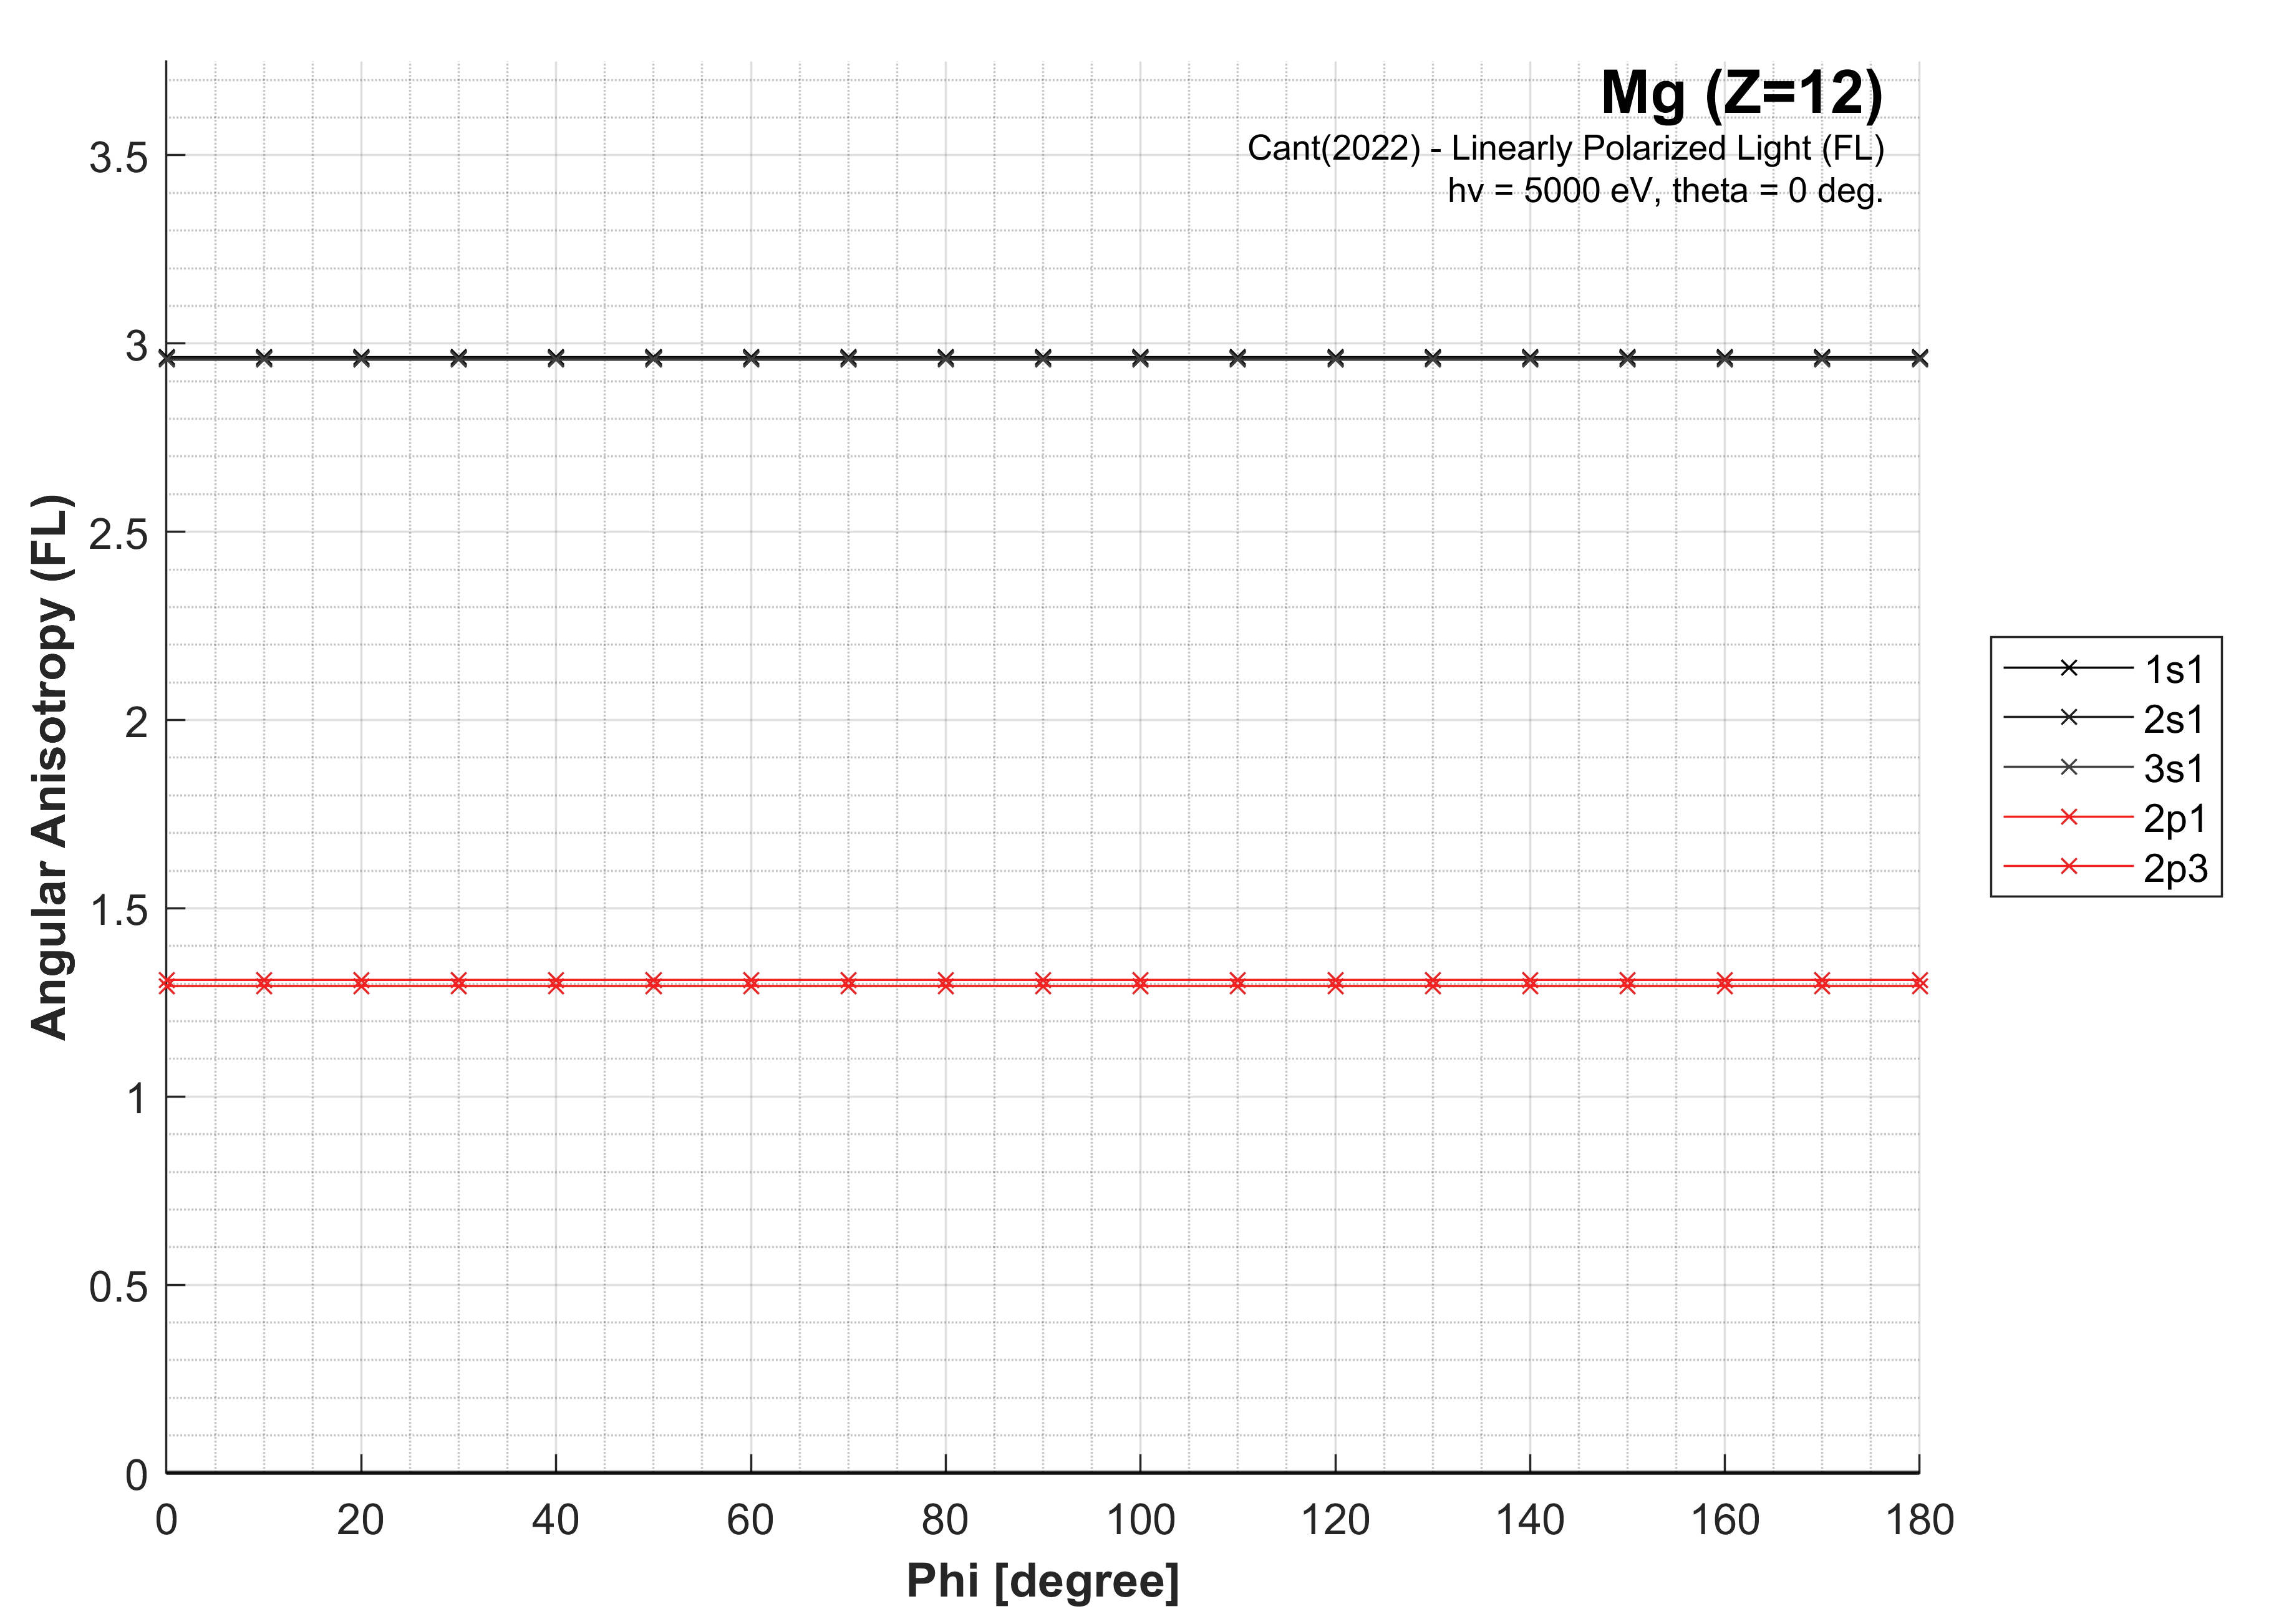 Mg (Z=12)
Cant(2022) - Linearly Polarized Light (FL)
hv = 5000 eV, theta = 0 deg.
Angular Anisotropy (FL)
3.5
3
2.5
2
1.5
1
0.5
0
0 20 40 60 80 100 120 140 160 180
Phi [degree]
1s1
2s1
3s1
2p1
2p3